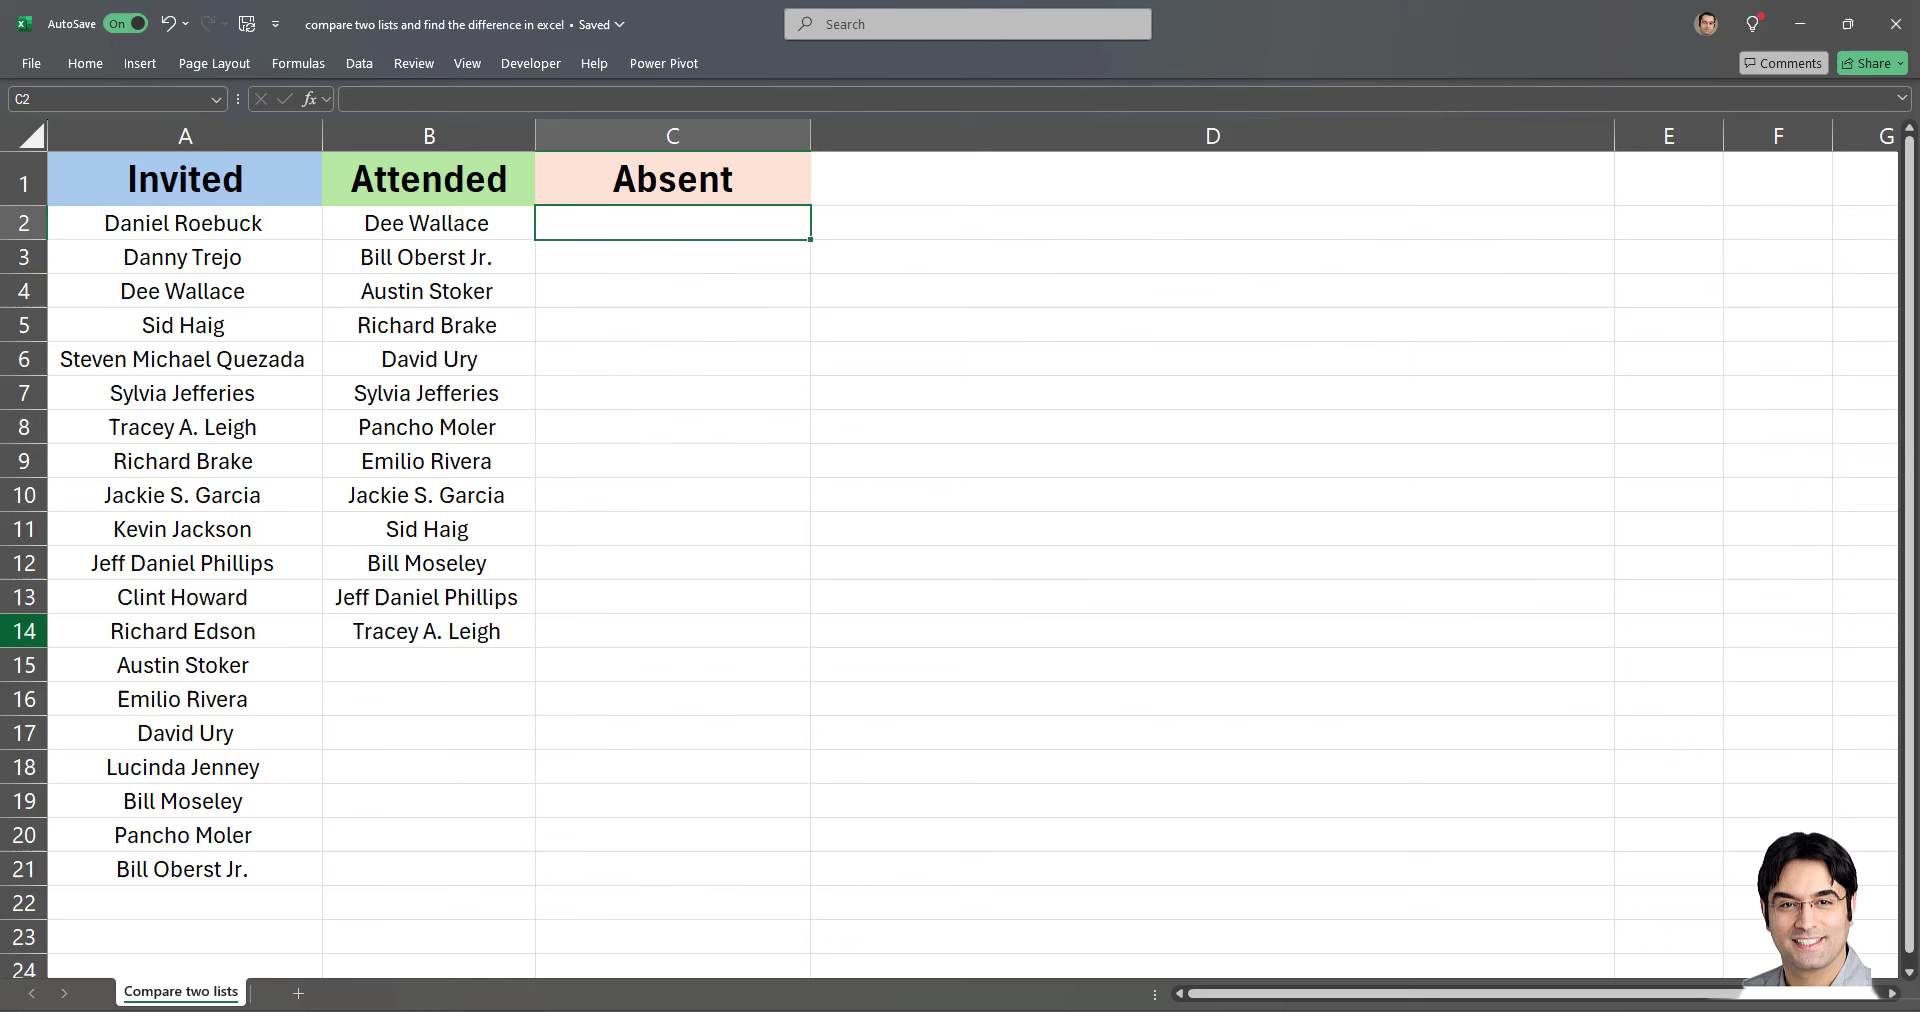 AutoSave On compare two lists and find the difference in excel • Saved Search
File Home Insert Page Layout Formulas Data Review View Developer Help Power Pivot Comments Share
C2 fx
A B C D E F G
1 Invited Attended Absent
2 Daniel Roebuck Dee Wallace
3 Danny Trejo Bill Oberst Jr.
4 Dee Wallace Austin Stoker
5 Sid Haig Richard Brake
6 Steven Michael Quezada David Ury
7 Sylvia Jefferies Sylvia Jefferies
8 Tracey A. Leigh Pancho Moler
9 Richard Brake Emilio Rivera
10 Jackie S. Garcia Jackie S. Garcia
11 Kevin Jackson Sid Haig
12 Jeff Daniel Phillips Bill Moseley
13 Clint Howard Jeff Daniel Phillips
14 Richard Edson Tracey A. Leigh
15 Austin Stoker
16 Emilio Rivera
17 David Ury
18 Lucinda Jenney
19 Bill Moseley
20 Pancho Moler
21 Bill Oberst Jr.
22
23
24
Compare two lists